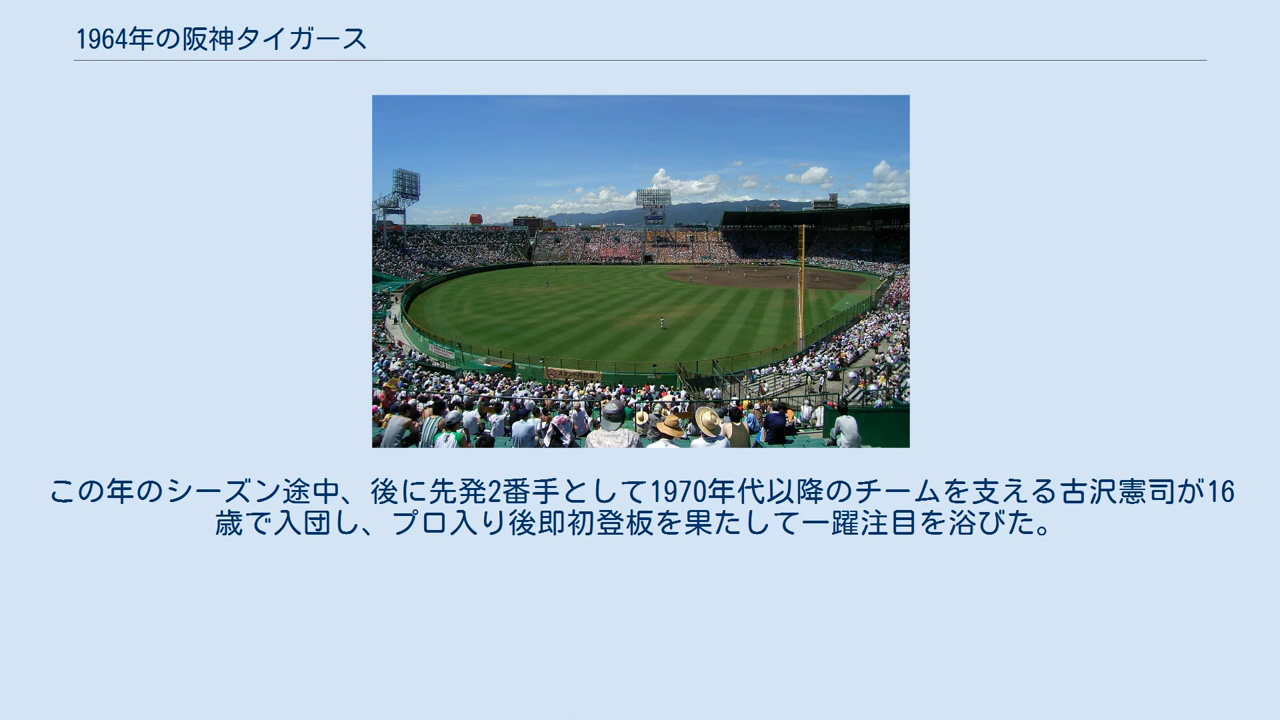 1964年の阪神タイガース
この年のシーズン途中、後に先発2番手として1970年代以降のチームを支える古沢憲司が16
歳で入団し、プロ入り後即初登板を果たして一躍注目を浴びた。